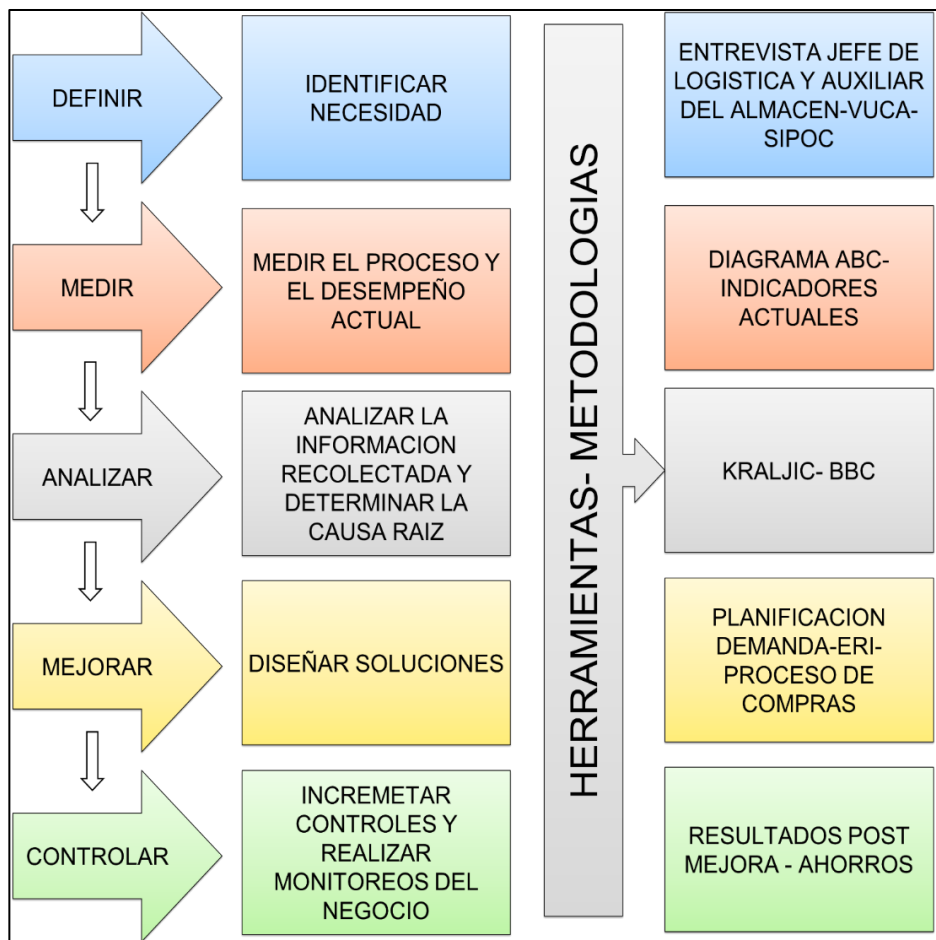 DEFINIR
IDENTIFICAR
NECESIDAD
ENTREVISTA JEFE DE
LOGISTICA Y AUXILIAR
DEL ALMACEN-VUCA-
SIPOC
MEDIR
MEDIR EL PROCESO Y
EL DESEMPEÑO
ACTUAL
DIAGRAMA ABC-
INDICADORES
ACTUALES
ANALIZAR
ANALIZAR LA
INFORMACION
RECOLECTADA Y
DETERMINAR LA
CAUSA RAIZ
HERRAMIENTAS- METODOLOGIAS
KRALJIC- BBC
MEJORAR
DISEÑAR SOLUCIONES
PLANIFICACION
DEMANDA-ERI-
PROCESO DE
COMPRAS
CONTROLAR
INCREMETAR
CONTROLES Y
REALIZAR
MONITOREOS DEL
NEGOCIO
RESULTADOS POST
MEJORA - AHORROS